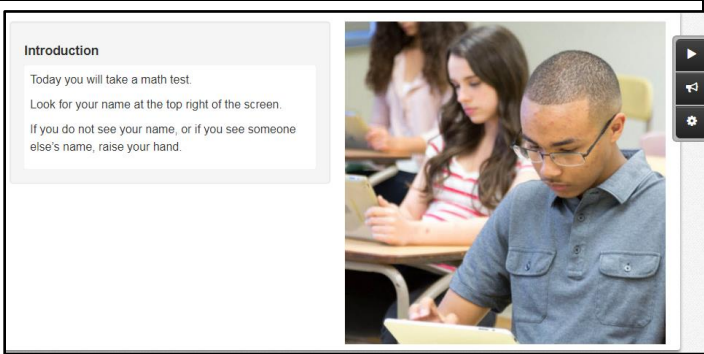 Introduction
Today you will take a math test.
Look for your name at the top right of the screen.
If you do not see your name, or if you see someone
else's name, raise your hand.